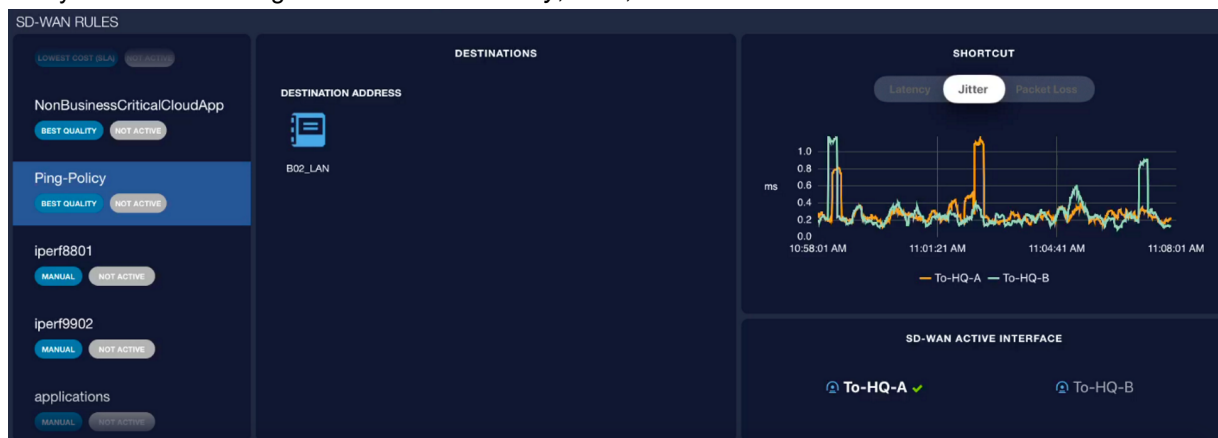 SD-WAN RULES
LOWEST COST (SLA) NOT ACTIVE
NonBusinessCriticalCloudApp
BEST QUALITY NOT ACTIVE
Ping-Policy
BEST QUALITY NOT ACTIVE
iperf8801
MANUAL NOT ACTIVE
iperf9902
MANUAL NOT ACTIVE
applications
MANUAL NOT ACTIVE
DESTINATIONS
DESTINATION ADDRESS
B02_LAN
SHORTCUT
Latency Jitter Packet Loss
1.0
0.8
ms 0.6
0.4
0.2
0.0
10:58:01 AM 11:01:21 AM 11:04:41 AM 11:08:01 AM
To-HQ-A To-HQ-B
SD-WAN ACTIVE INTERFACE
To-HQ-A To-HQ-B